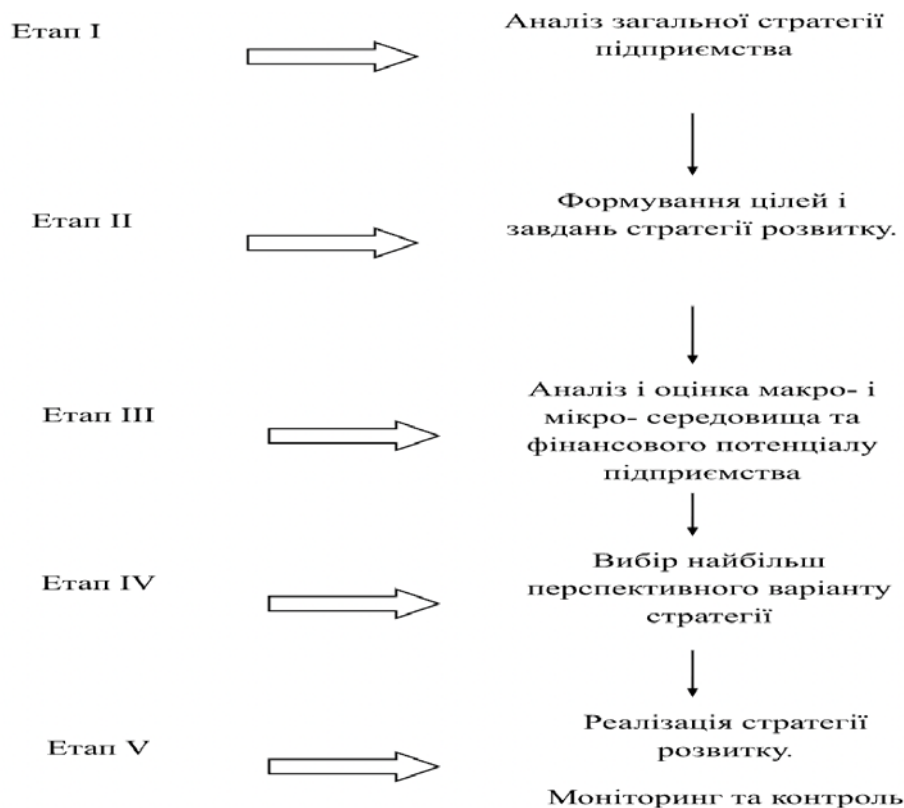 Етап I
Аналіз загальної стратегії
підприємства
Етап II
Формування цілей і
завдань стратегії розвитку.
Етап III
Аналіз і оцінка макро- і
мікро- середовища та
фінансового потенціалу
підприємства
Етап IV
Вибір найбільш
перспективного варіанту
стратегії
Етап V
Реалізація стратегії
розвитку.
Моніторинг та контроль